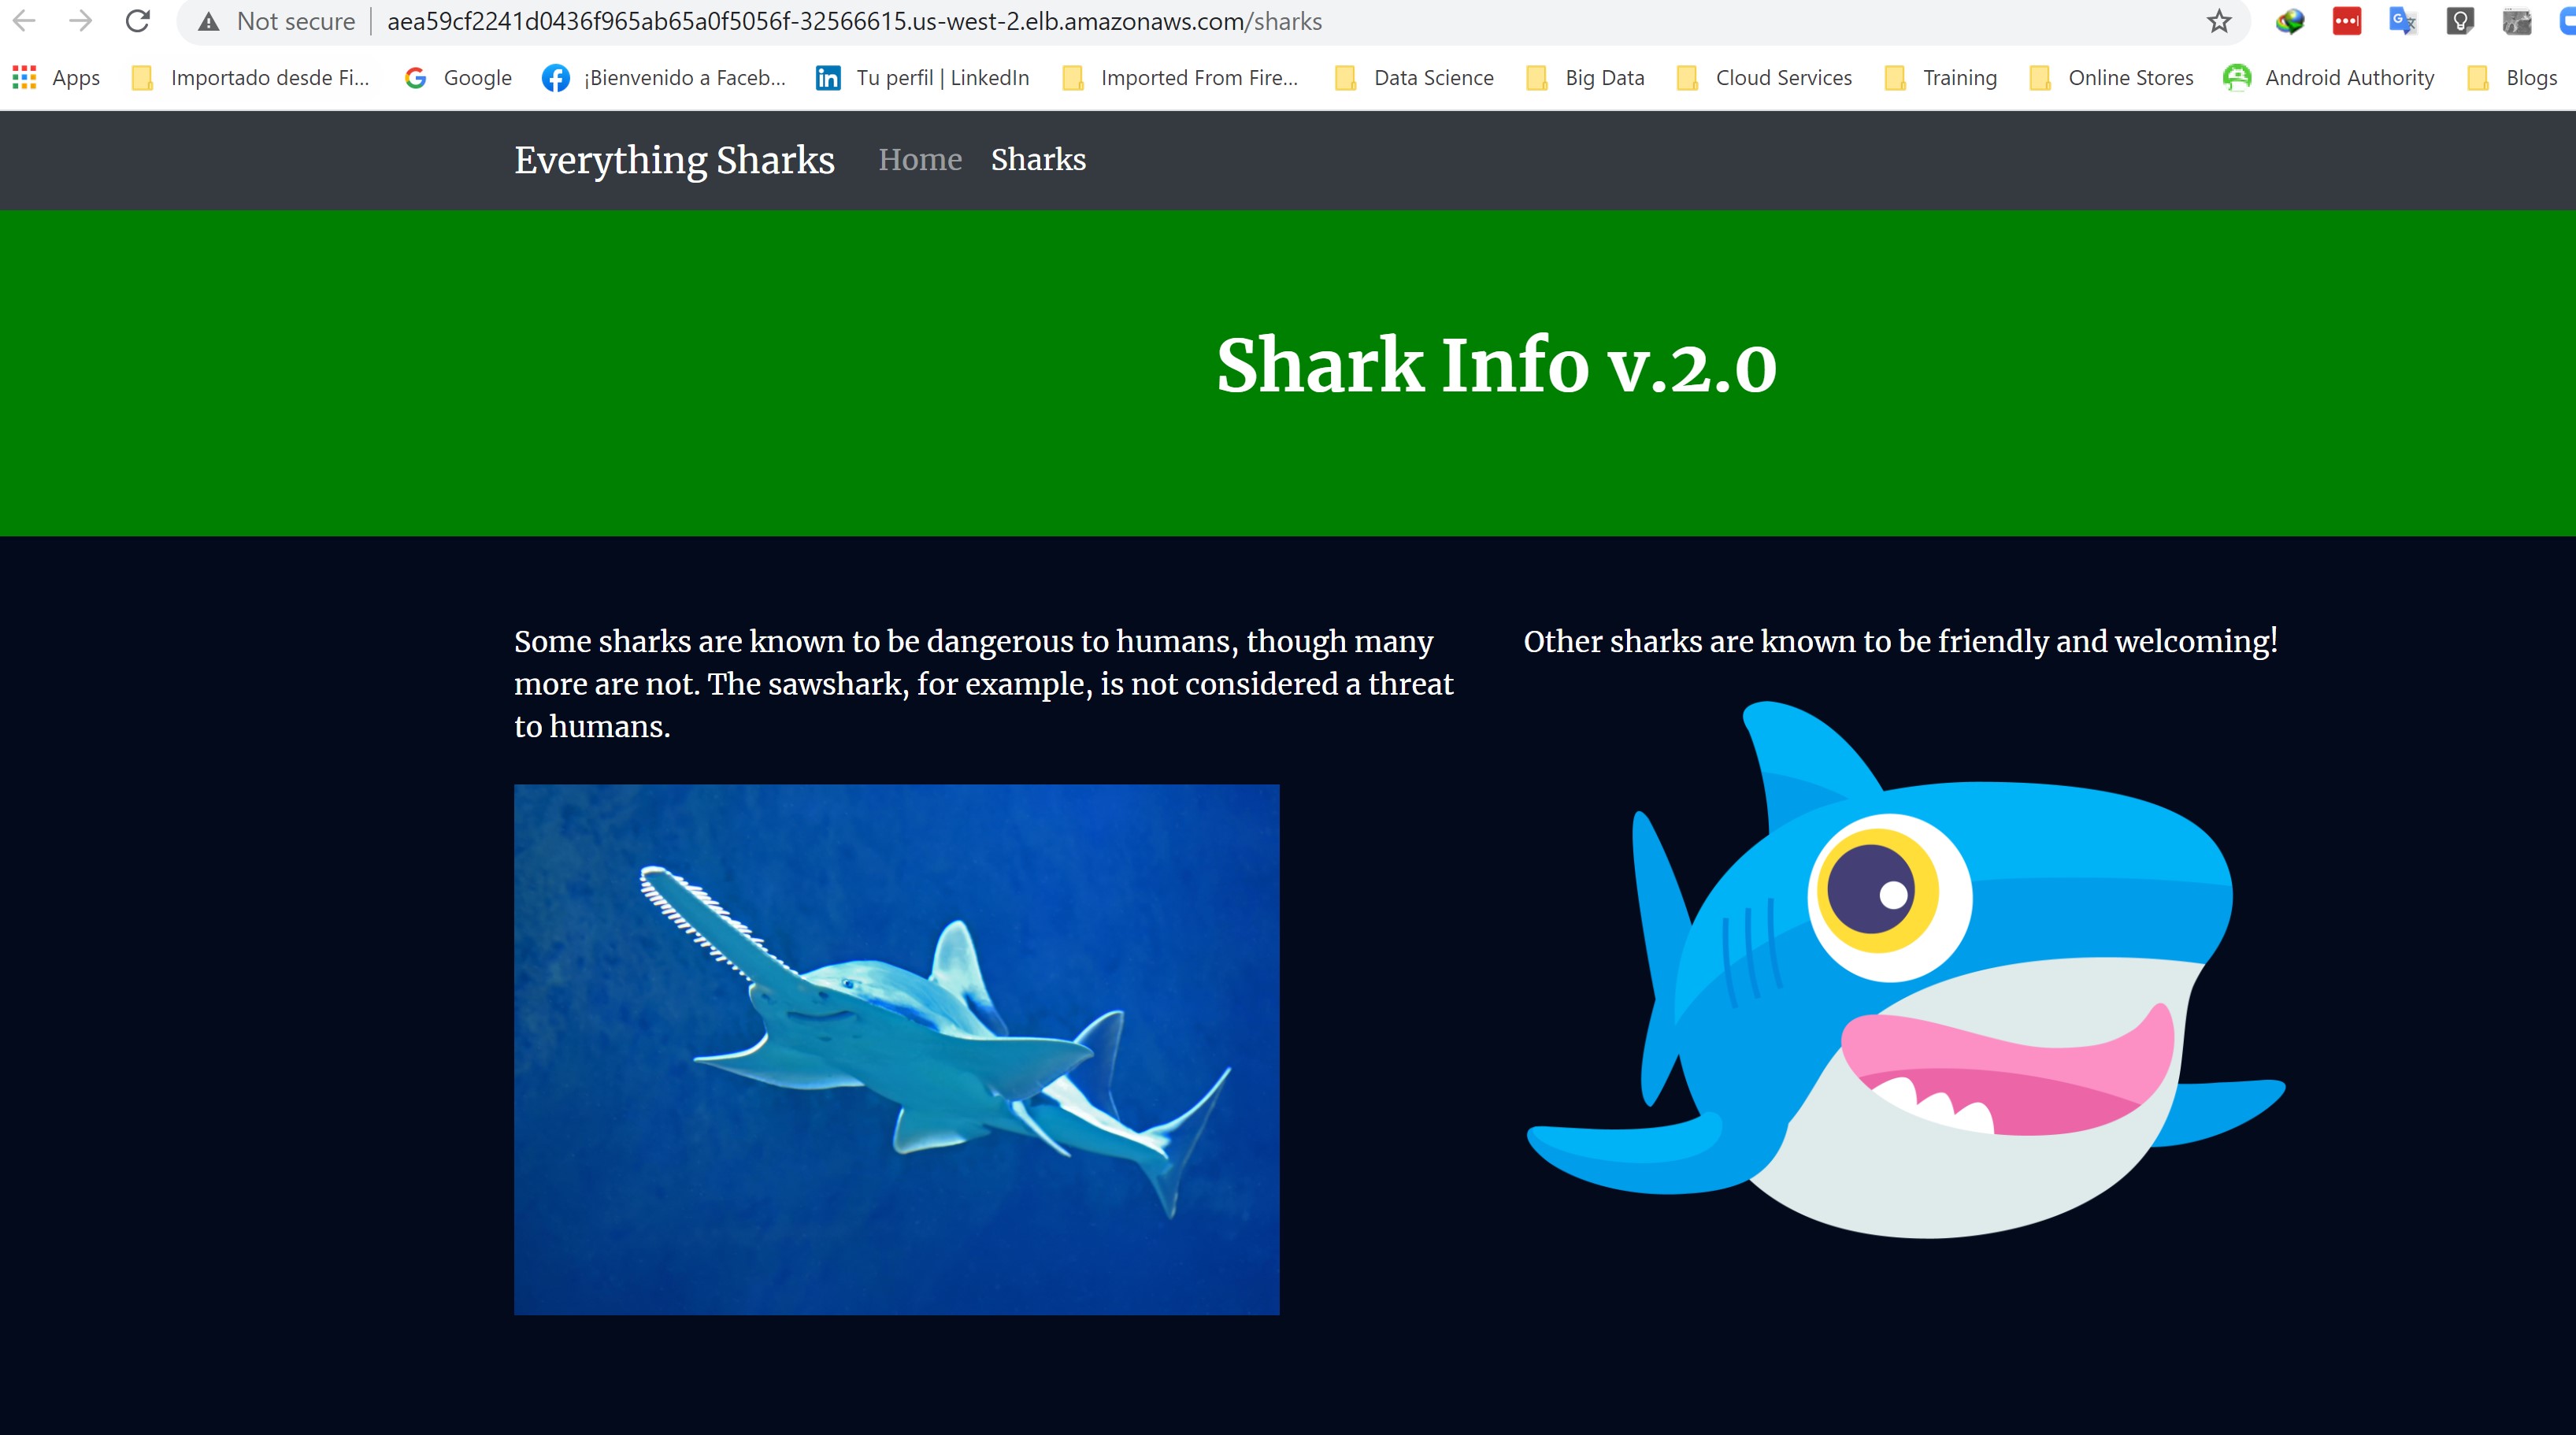 Not secure aea59cf2241d0436f965ab65a0f5056f-32566615.us-west-2.elb.amazonaws.com/sharks
Apps Importado desde Fi... Google ¡Bienvenido a Faceb... Tu perfil | LinkedIn Imported From Fire... Data Science Big Data Cloud Services Training Online Stores Android Authority Blogs
Everything Sharks Home Sharks
Shark Info v.2.0
Some sharks are known to be dangerous to humans, though many
more are not. The sawshark, for example, is not considered a threat
to humans.
Other sharks are known to be friendly and welcoming!